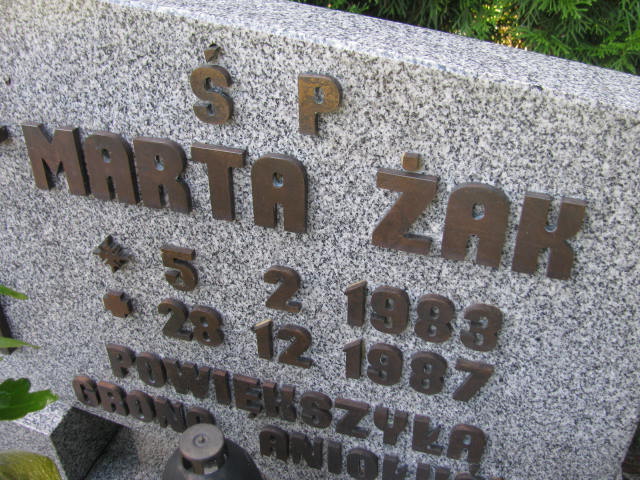 Ś P
MARTA ŻAK
5 2 1983
28 12 1987
POWIĘKSZYŁA
GRONO